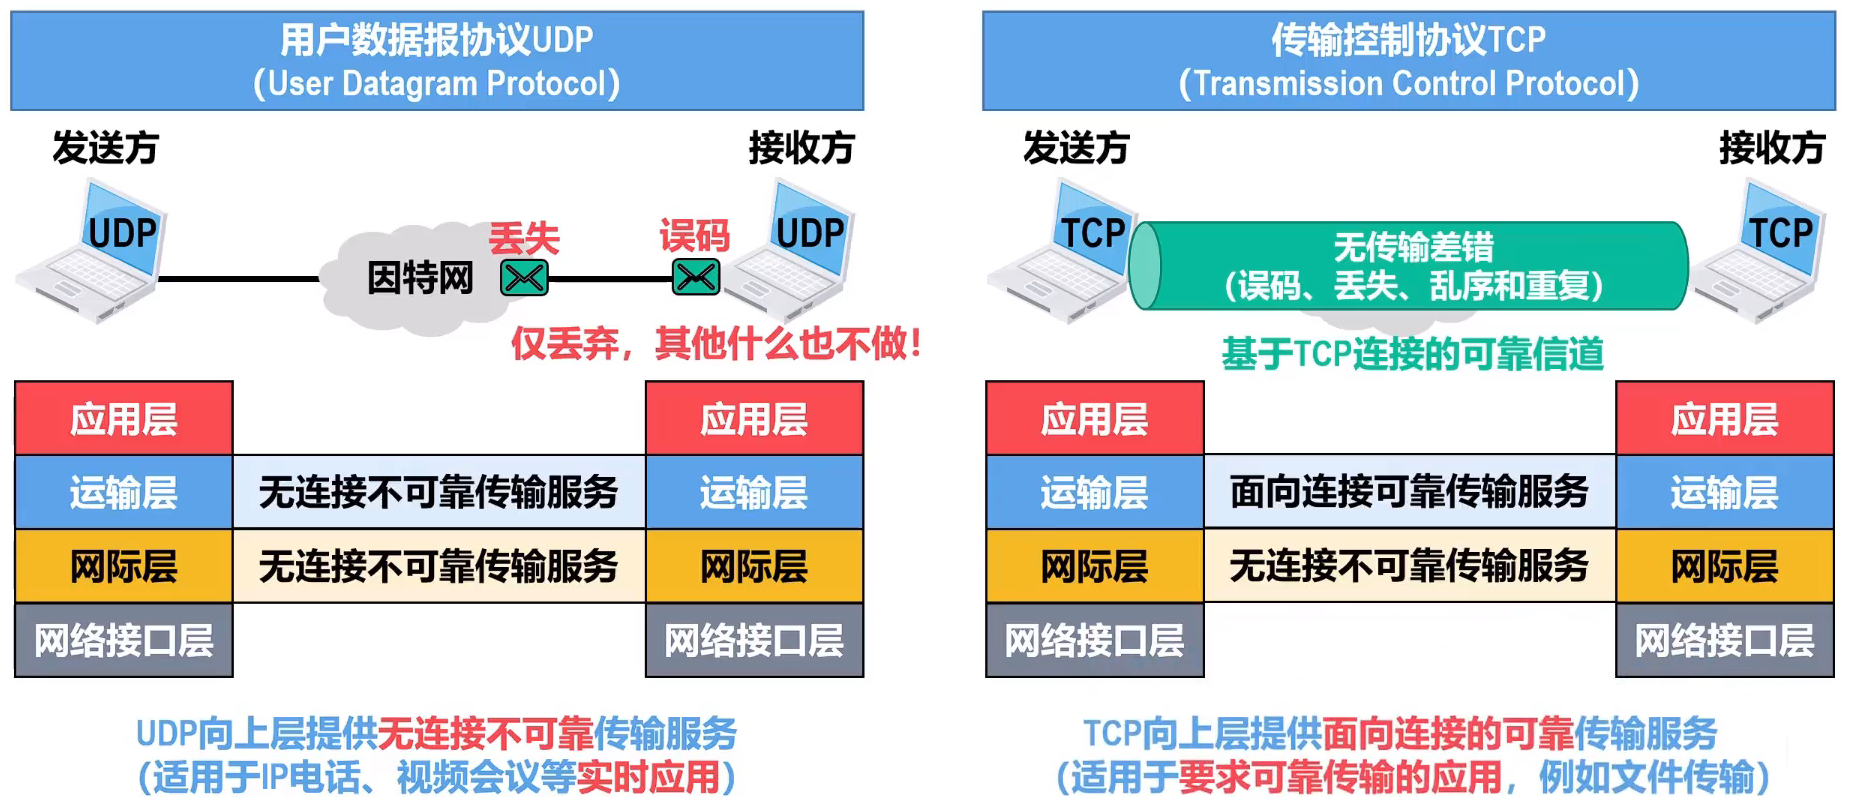 用户数据报协议UDP
（User Datagram Protocol）
发送方
接收方
UDP
因特网
丢失
误码
UDP
仅丢弃，其他什么也不做！
应用层
应用层
运输层
无连接不可靠传输服务
运输层
网际层
无连接不可靠传输服务
网际层
网络接口层
网络接口层
UDP向上层提供无连接不可靠传输服务
（适用于IP电话、视频会议等实时应用）
传输控制协议TCP
（Transmission Control Protocol）
发送方
接收方
TCP
无传输差错
（误码、丢失、乱序和重复）
TCP
基于TCP连接的可靠信道
应用层
应用层
运输层
面向连接可靠传输服务
运输层
网际层
无连接不可靠传输服务
网际层
网络接口层
网络接口层
TCP向上层提供面向连接的可靠传输服务
（适用于要求可靠传输的应用，例如文件传输）